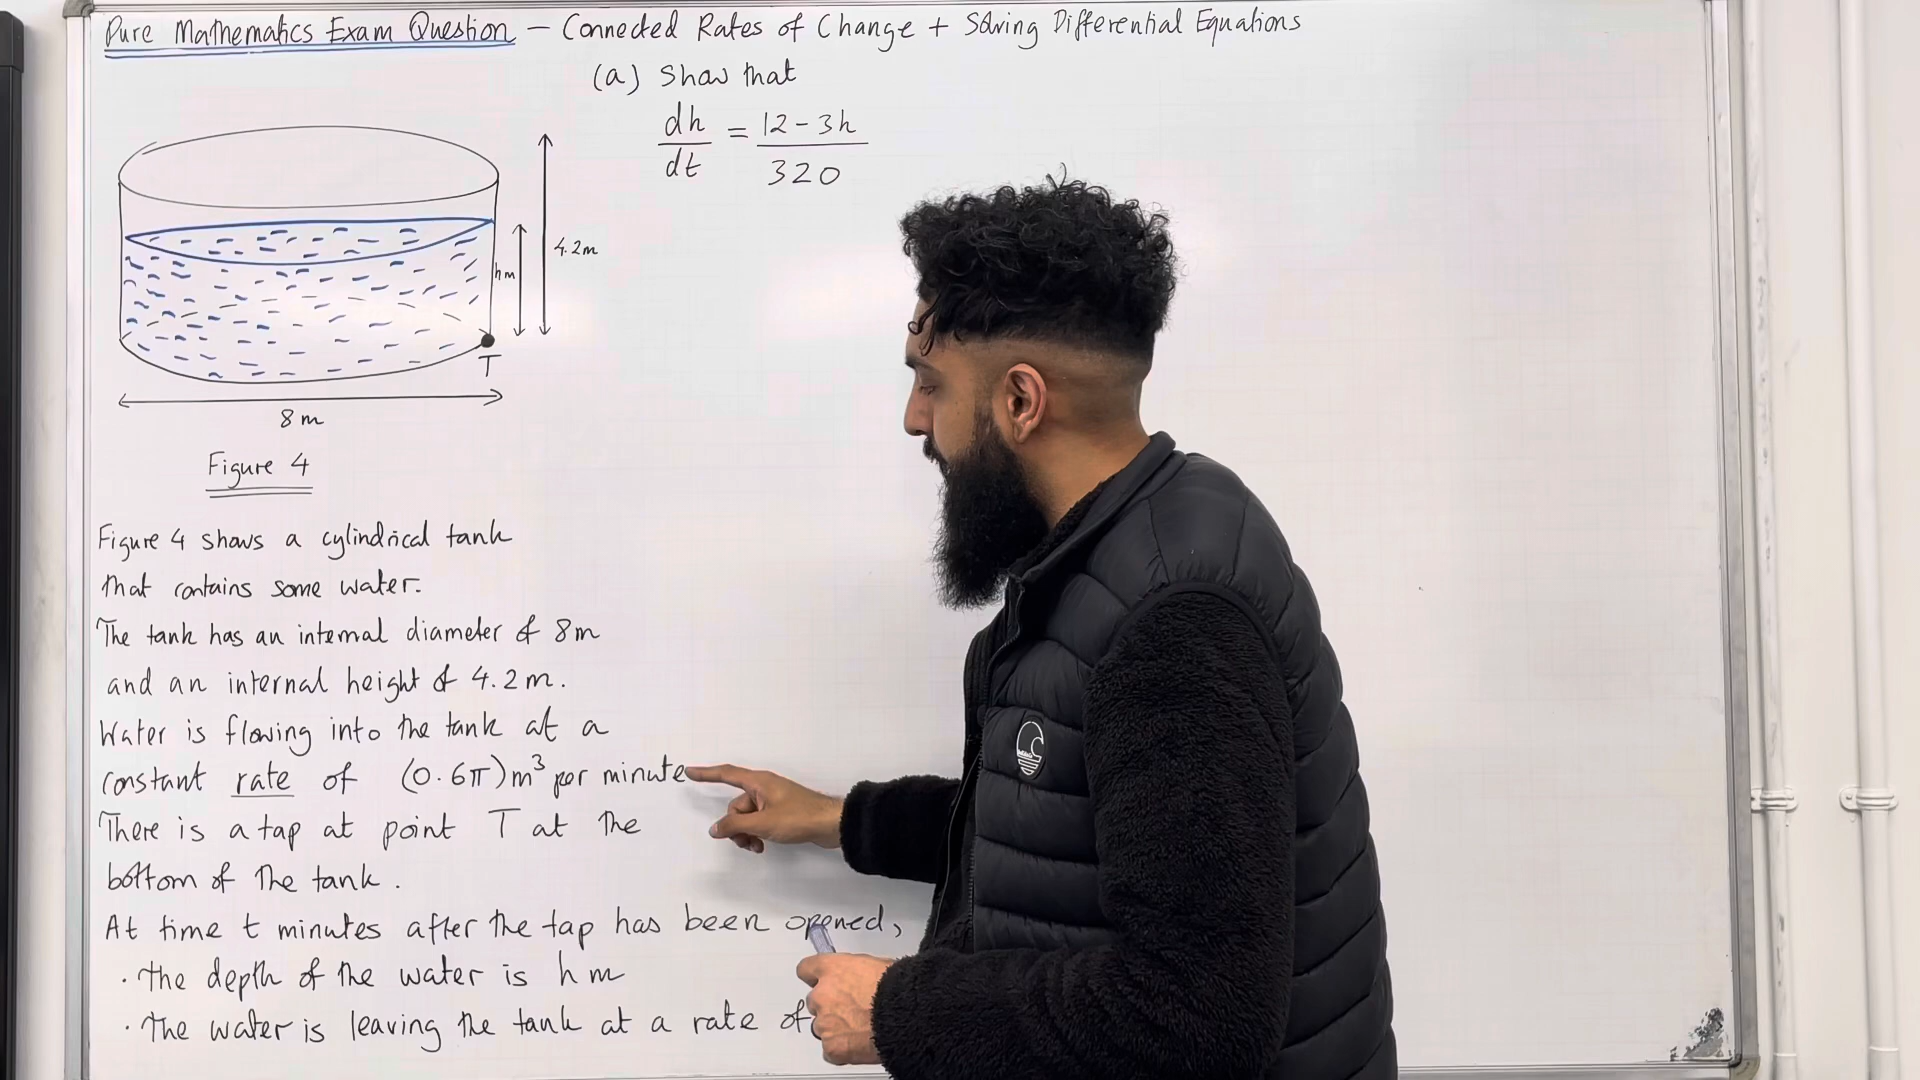 Pure Mathematics Exam Question – Connected Rates of Change + Solving Differential Equations
(a) Show that
dh/dt = 12 - 3h/320
4.2m
hm
T
8 m
Figure 4
Figure 4 shows a cylindrical tank
that contains some water.
The tank has an internal diameter of 8m
and an internal height of 4.2m.
Water is flowing into the tank at a
constant rate of (0.6π)m³ per minute
There is a tap at point T at the
bottom of the tank.
At time t minutes after the tap has been opened,
· the depth of the water is h m
· the water is leaving the tank at a rate of